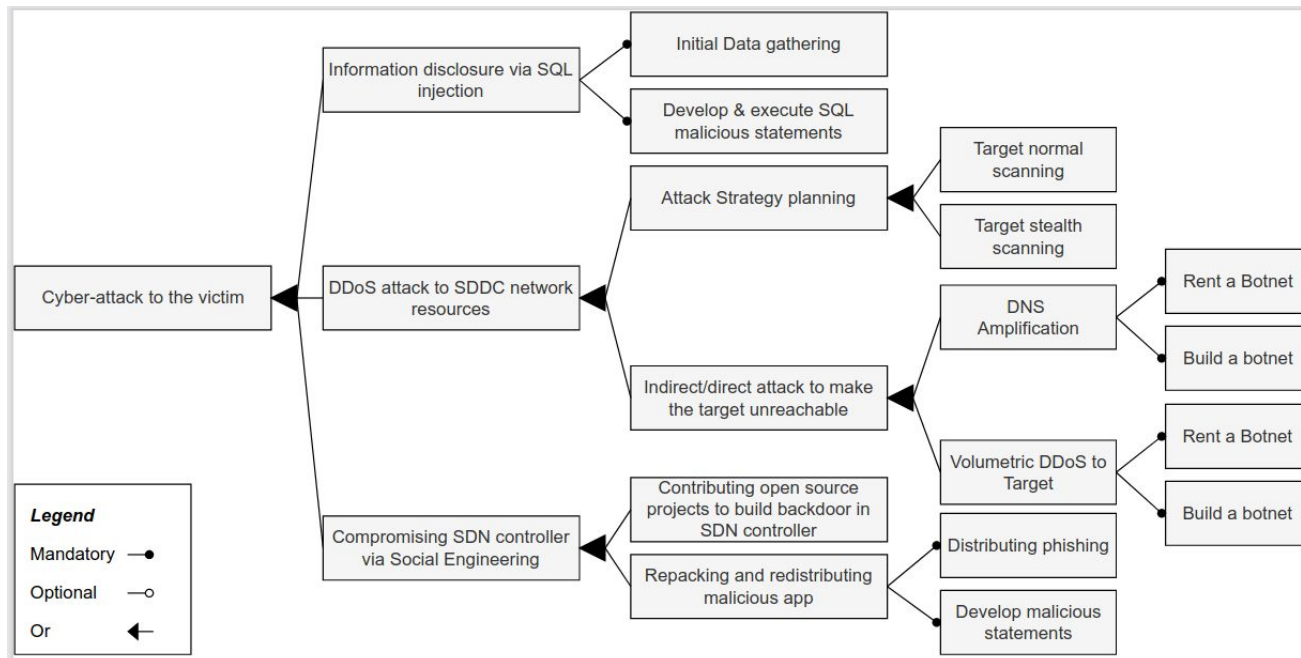 Initial Data gathering
Information disclosure via SQL
injection
Develop & execute SQL
malicious statements
Target normal
scanning
Attack Strategy planning
Target stealth
scanning
Cyber-attack to the victim
DDoS attack to SDDC network
resources
Rent a Botnet
DNS
Amplification
Build a botnet
Indirect/direct attack to make
the target unreachable
Rent a Botnet
Volumetric DDoS to
Target
Build a botnet
Contributing open source
projects to build backdoor in
SDN controller
Compromising SDN controller
via Social Engineering
Distributing phishing
Repacking and redistributing
malicious app
Develop malicious
statements
Legend
Mandatory
Optional
Or